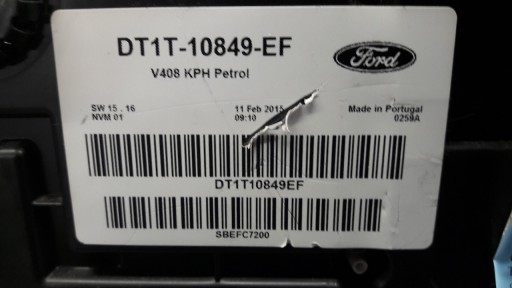 DT1T-10849-EF
Ford
V408 KPH Petrol
SW 15 . 16
NVM 01
11 Feb 2015
09:10
Made in Portugal
0259A
DT1T10849EF
SBEFC7200